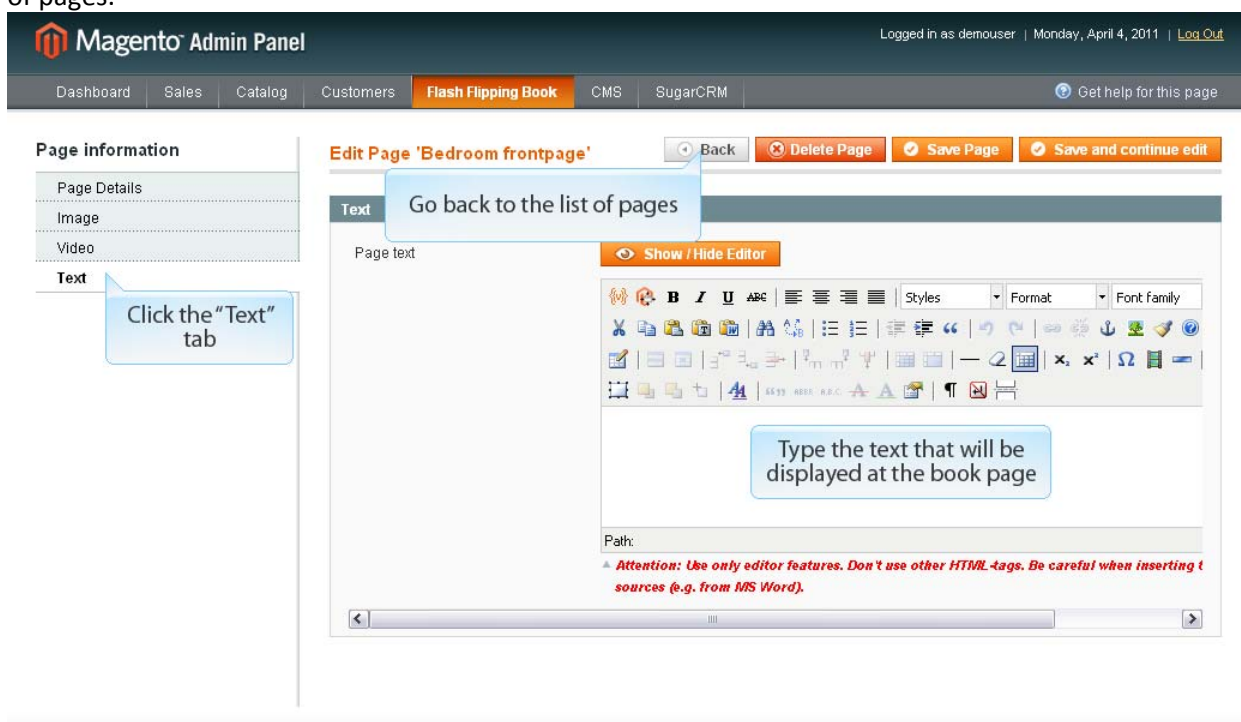 of pages.
Magento Admin Panel
Logged in as demouser | Monday, April 4, 2011 | Log Out
Dashboard Sales Catalog Customers Flash Flipping Book CMS SugarCRM Get help for this page
Page information
Edit Page 'Bedroom frontpage' Back Delete Page Save Page Save and continue edit
Page Details
Image
Video
Text
Click the "Text"
tab
Go back to the list of pages
Text
Page text Show / Hide Editor
B I U ABC Styles Format Font family
Type the text that will be
displayed at the book page
Path:
Attention: Use only editor features. Don't use other HTML-tags. Be careful when inserting
sources (e.g. from MS Word).